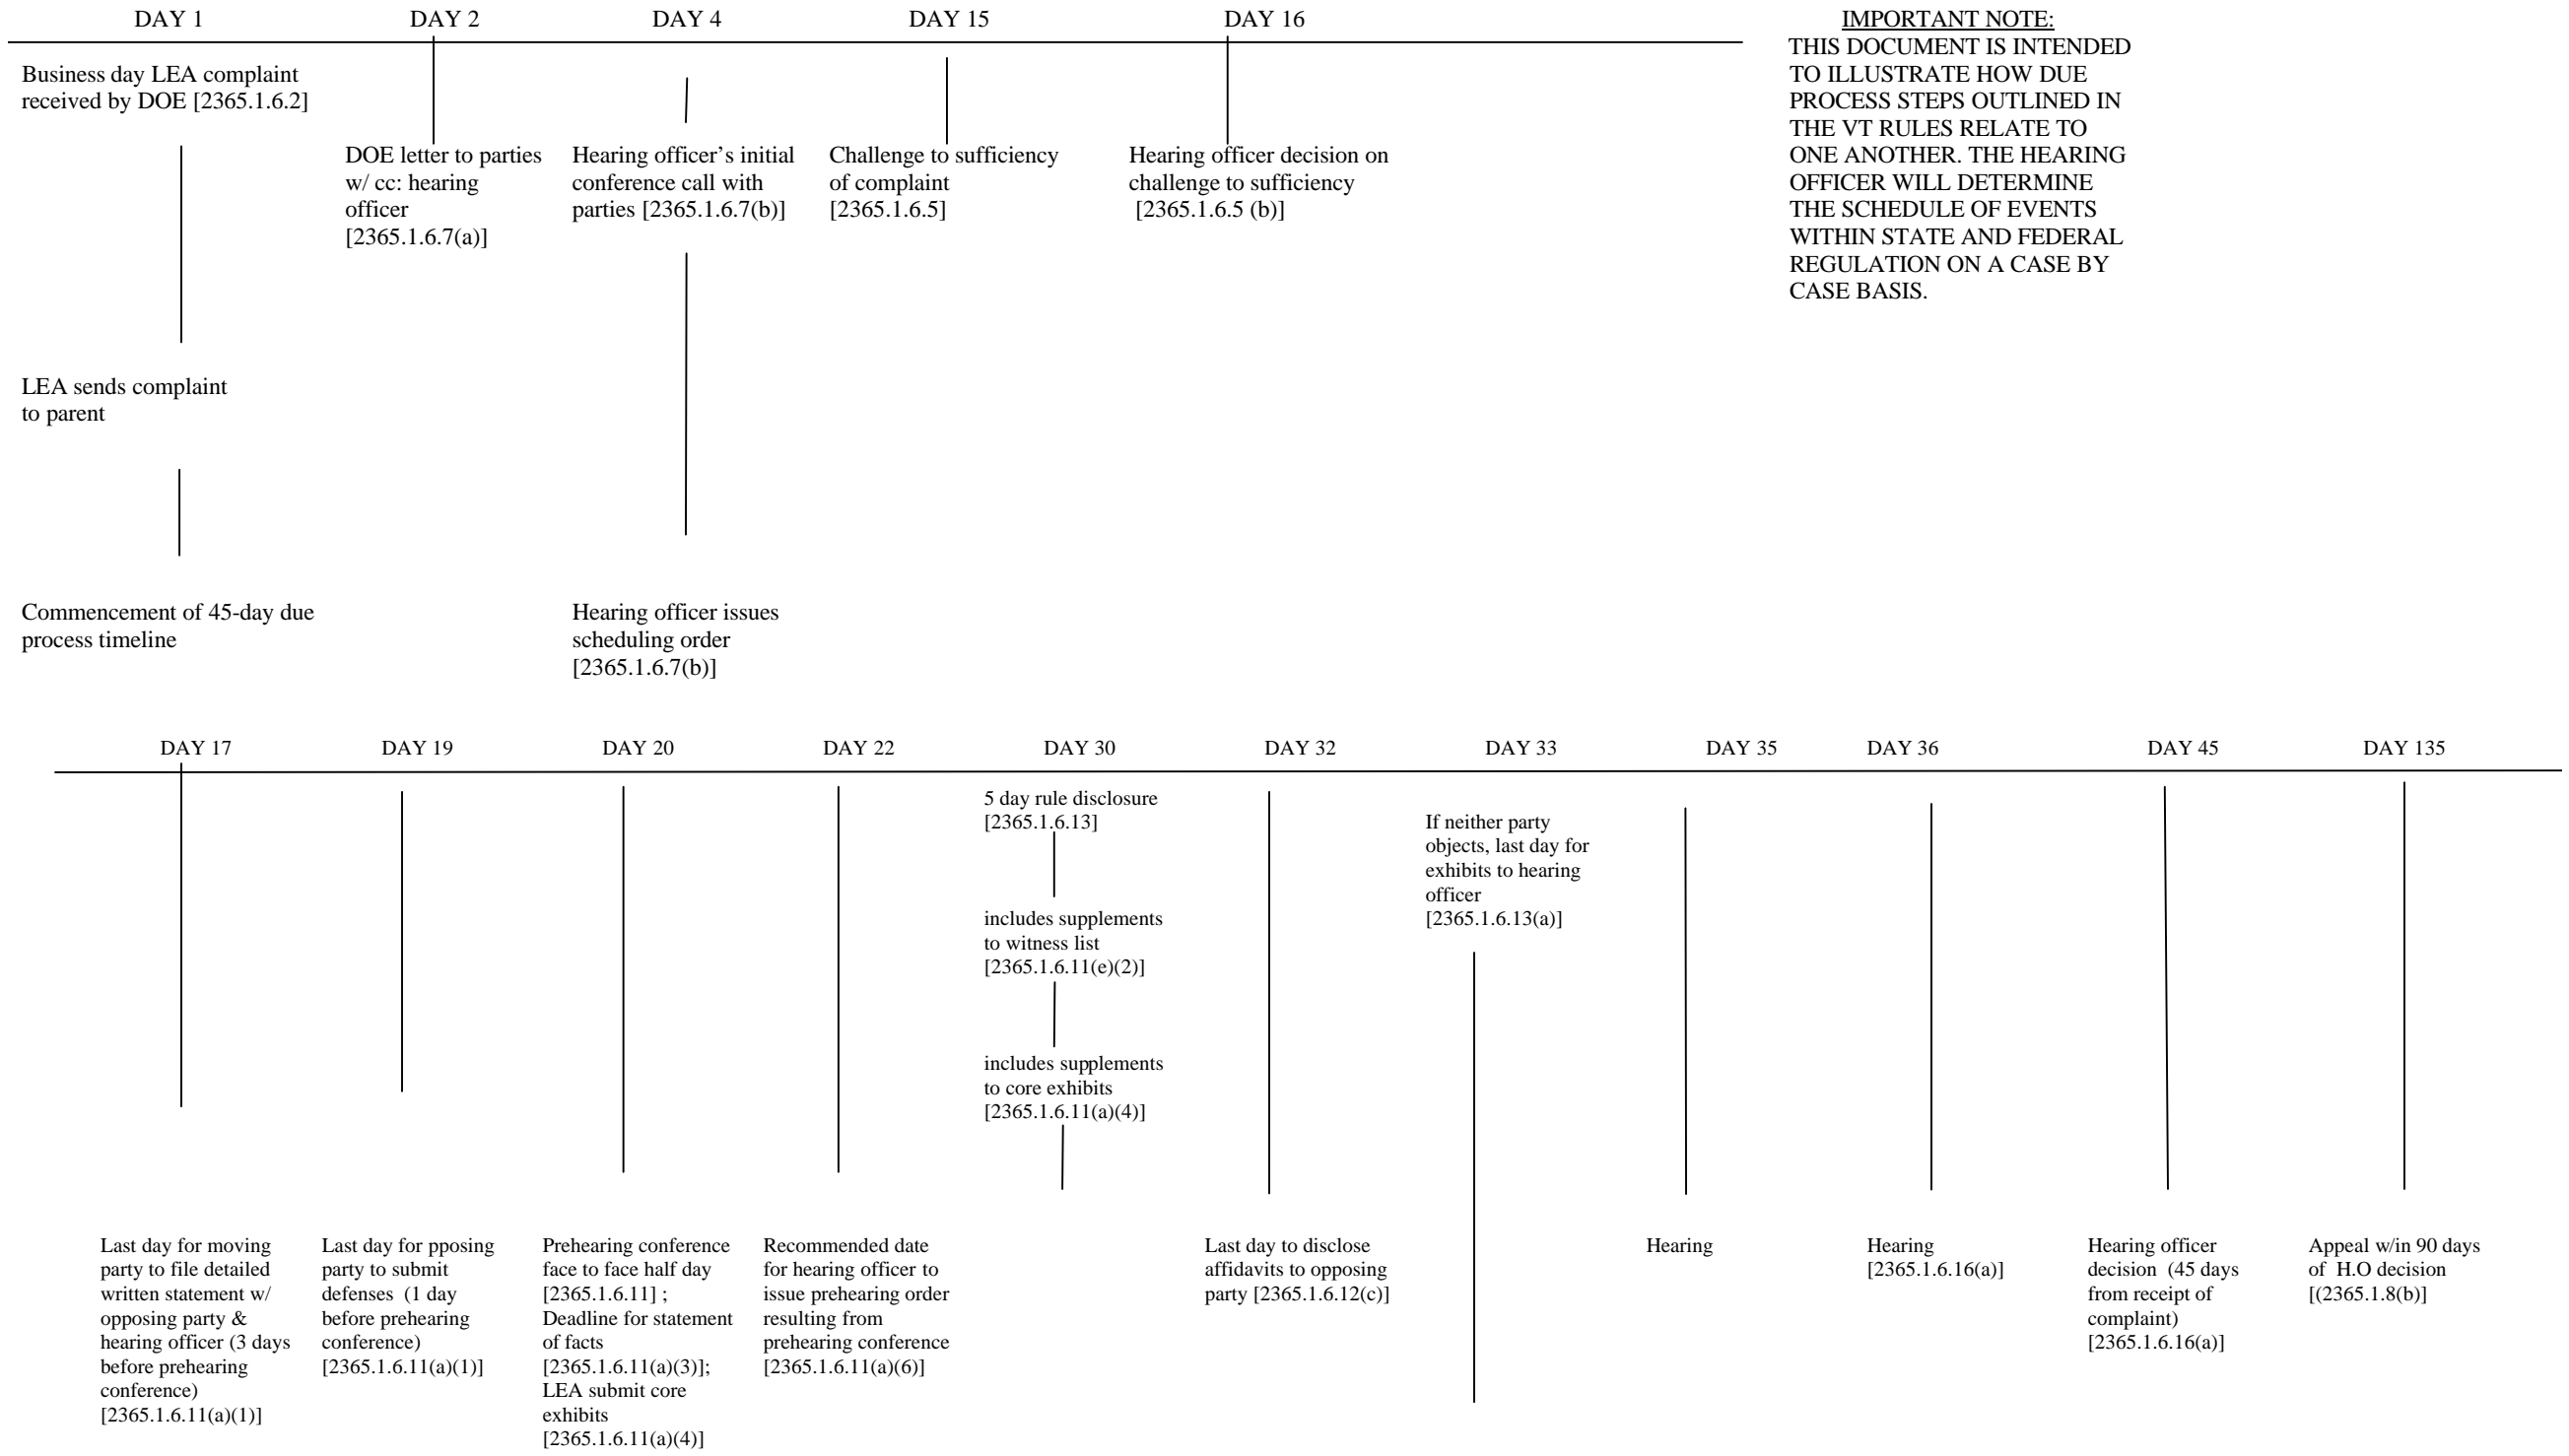 DAY 1
DAY 2
DAY 4
DAY 15
DAY 16
Business day LEA complaint
received by DOE [2365.1.6.2]
LEA sends complaint
to parent
Commencement of 45-day due
process timeline
DOE letter to parties
w/ cc: hearing
officer
[2365.1.6.7(a)]
Hearing officer’s initial
conference call with
parties [2365.1.6.7(b)]
Hearing officer issues
scheduling order
[2365.1.6.7(b)]
Challenge to sufficiency
of complaint
[2365.1.6.5]
Hearing officer decision on
challenge to sufficiency
[2365.1.6.5 (b)]
IMPORTANT NOTE:
THIS DOCUMENT IS INTENDED
TO ILLUSTRATE HOW DUE
PROCESS STEPS OUTLINED IN
THE VT RULES RELATE TO
ONE ANOTHER. THE HEARING
OFFICER WILL DETERMINE
THE SCHEDULE OF EVENTS
WITHIN STATE AND FEDERAL
REGULATION ON A CASE BY
CASE BASIS.
DAY 17
DAY 19
DAY 20
DAY 22
DAY 30
DAY 32
DAY 33
DAY 35
DAY 36
DAY 45
DAY 135
Last day for moving
party to file detailed
written statement w/
opposing party &
hearing officer (3 days
before prehearing
conference)
[2365.1.6.11(a)(1)]
Last day for pposing
party to submit
defenses (1 day
before prehearing
conference)
[2365.1.6.11(a)(1)]
Prehearing conference
face to face half day
[2365.1.6.11] ;
Deadline for statement
of facts
[2365.1.6.11(a)(3)];
LEA submit core
exhibits
[2365.1.6.11(a)(4)]
Recommended date
for hearing officer to
issue prehearing order
resulting from
prehearing conference
[2365.1.6.11(a)(6)]
5 day rule disclosure
[2365.1.6.13]
includes supplements
to witness list
[2365.1.6.11(e)(2)]
includes supplements
to core exhibits
[2365.1.6.11(a)(4)]
Last day to disclose
affidavits to opposing
party [2365.1.6.12(c)]
If neither party
objects, last day for
exhibits to hearing
officer
[2365.1.6.13(a)]
Hearing
Hearing
[2365.1.6.16(a)]
Hearing officer
decision (45 days
from receipt of
complaint)
[2365.1.6.16(a)]
Appeal w/in 90 days
of H.O decision
[(2365.1.8(b)]